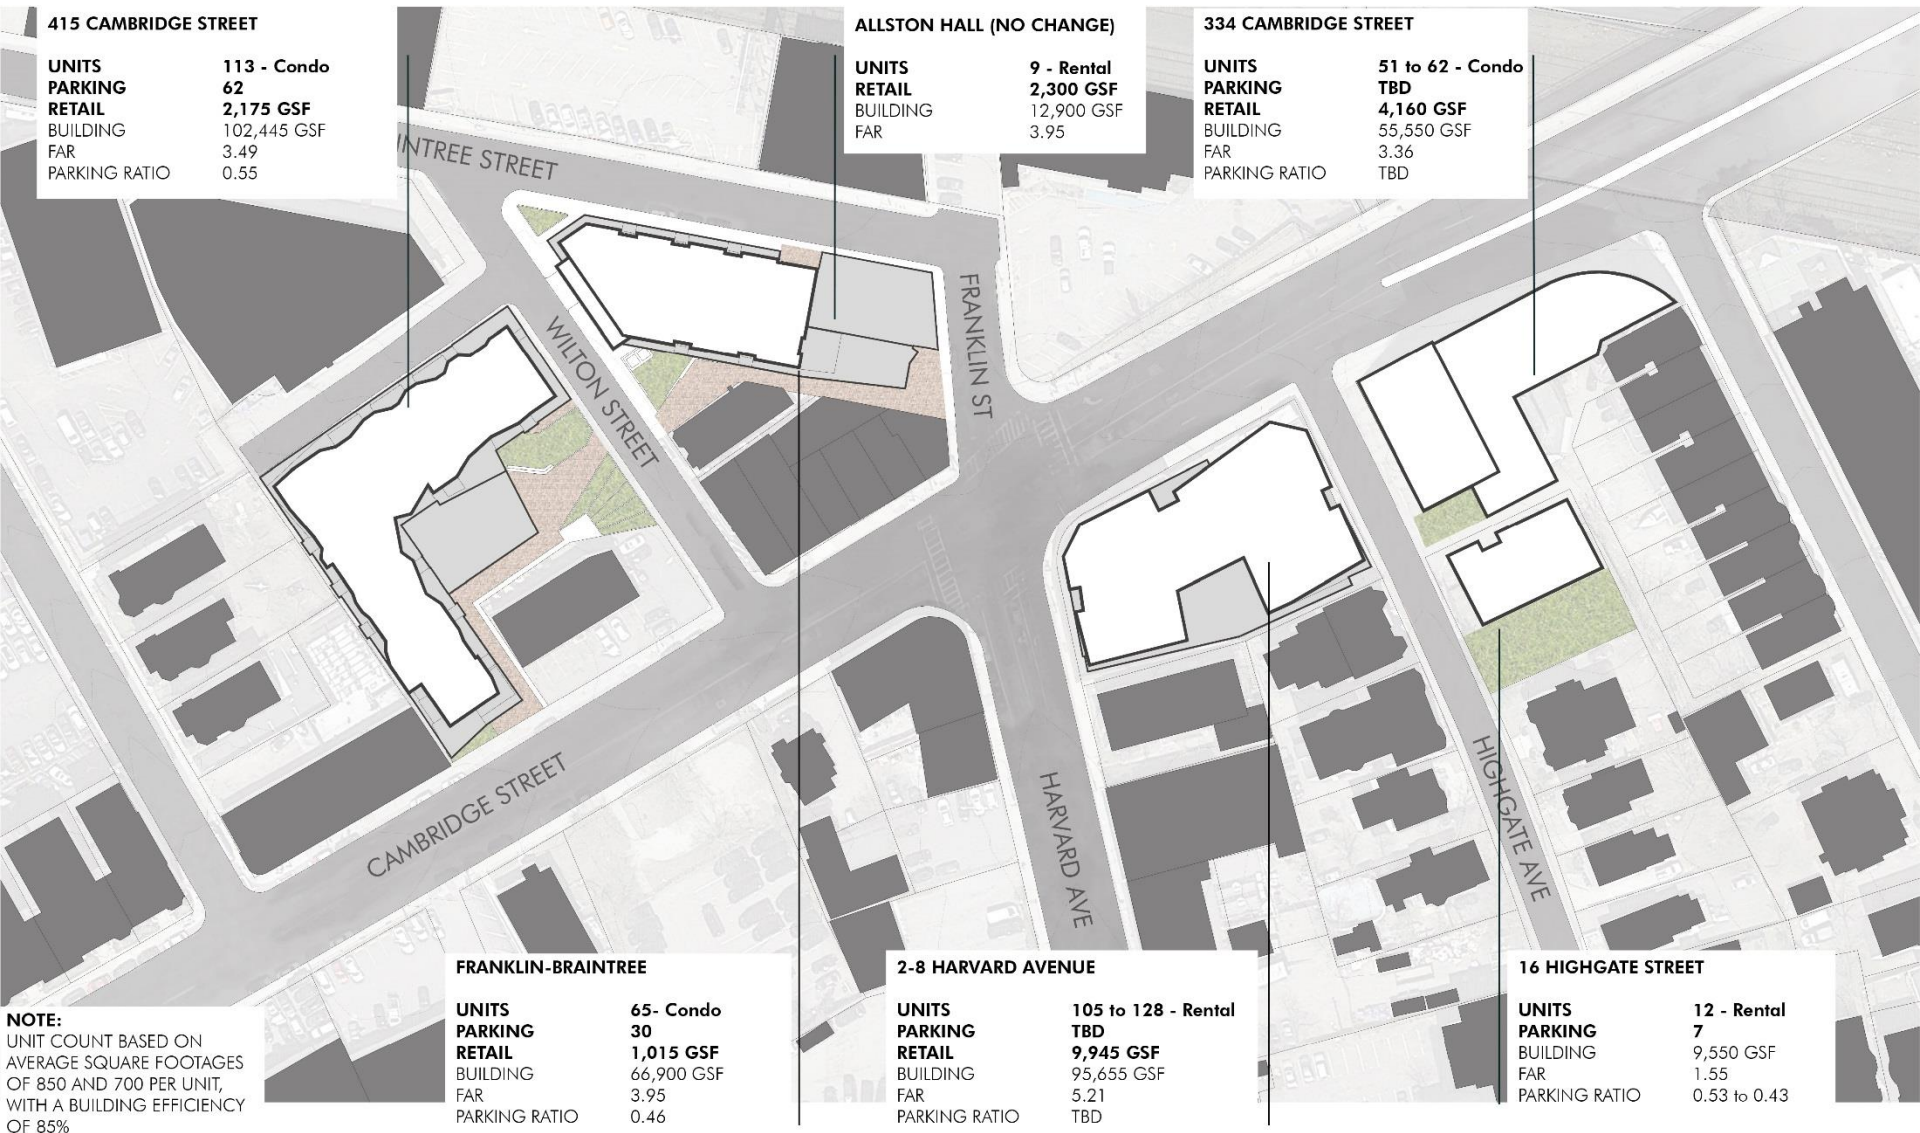 415 CAMBRIDGE STREET
UNITS 113 - Condo
PARKING 62
RETAIL 2,175 GSF
BUILDING 102,445 GSF
FAR 3.49
PARKING RATIO 0.55
ALLSTON HALL (NO CHANGE)
UNITS 9 - Rental
RETAIL 2,300 GSF
BUILDING 12,900 GSF
FAR 3.95
334 CAMBRIDGE STREET
UNITS 51 to 62 - Condo
PARKING TBD
RETAIL 4,160 GSF
BUILDING 55,550 GSF
FAR 3.36
PARKING RATIO TBD
INTREE STREET
WILTON STREET
FRANKLIN ST
CAMBRIDGE STREET
HARVARD AVE
HIGHGATE AVE
NOTE:
UNIT COUNT BASED ON
AVERAGE SQUARE FOOTAGES
OF 850 AND 700 PER UNIT,
WITH A BUILDING EFFICIENCY
OF 85%
FRANKLIN-BRAINTREE
UNITS 65- Condo
PARKING 30
RETAIL 1,015 GSF
BUILDING 66,900 GSF
FAR 3.95
PARKING RATIO 0.46
2-8 HARVARD AVENUE
UNITS 105 to 128 - Rental
PARKING TBD
RETAIL 9,945 GSF
BUILDING 95,655 GSF
FAR 5.21
PARKING RATIO TBD
16 HIGHGATE STREET
UNITS 12 - Rental
PARKING 7
BUILDING 9,550 GSF
FAR 1.55
PARKING RATIO 0.53 to 0.43